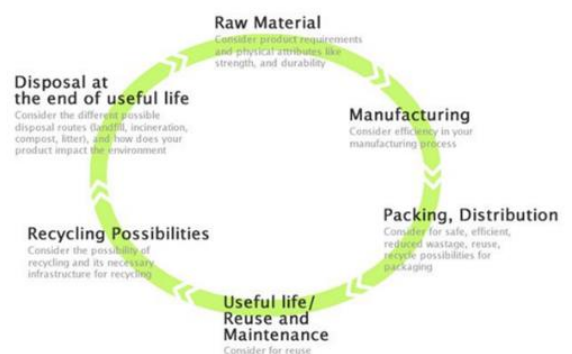 Raw Material
Consider product requirements
and physical attributes like
strength, and durability
Manufacturing
Consider efficiency in your
manufacturing process
Packing, Distribution
Consider for safe, efficient,
reduced wastage, reuse,
recycle possibilities for
packaging
Useful life/
Reuse and
Maintenance
Consider for reuse
Recycling Possibilities
Consider the possibility of
recycling and its necessary
infrastructure for recycling
Disposal at
the end of useful life
Consider the different possible
disposal routes (landfill, incineration,
compost, litter), and how does your
product impact the environment